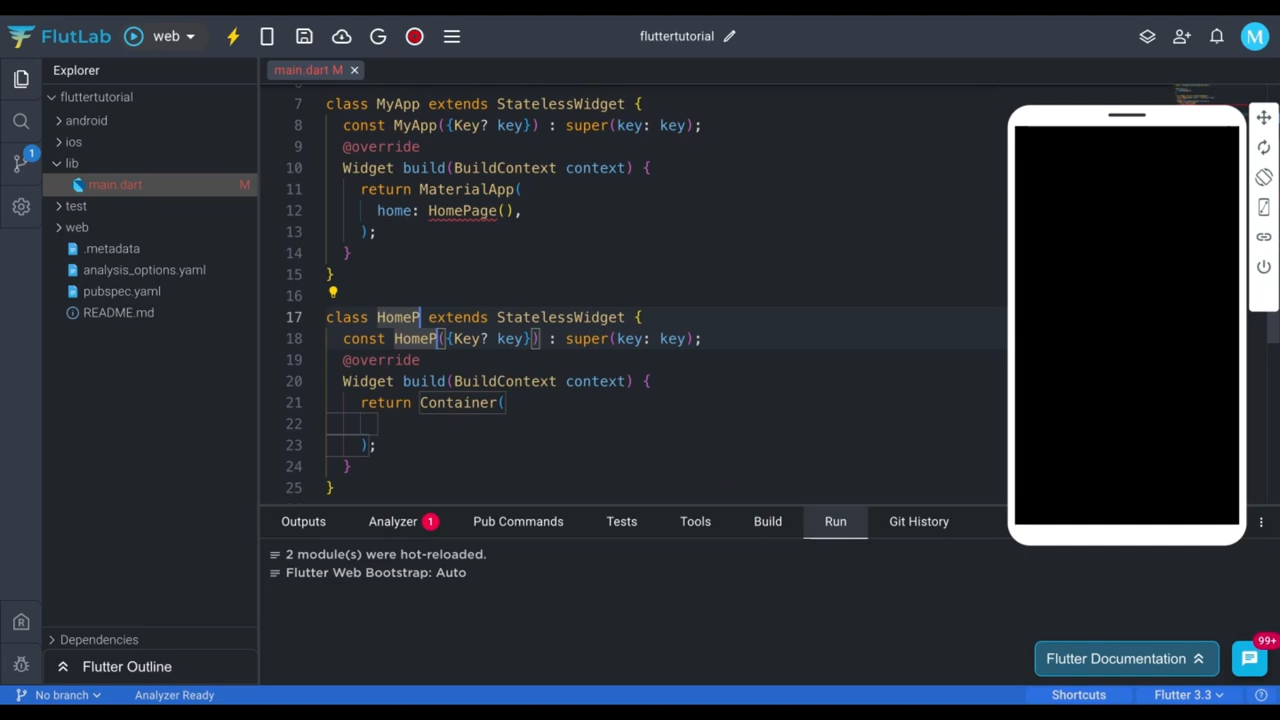 FlutLab web fluttertutorial M
Explorer main.dart M
fluttertutorial
android
ios
lib
main.dart M
test
web
.metadata
analysis_options.yaml
pubspec.yaml
README.md
1
7 class MyApp extends StatelessWidget {
8 const MyApp({Key? key}) : super(key: key);
9 @override
10 Widget build(BuildContext context) {
11 return MaterialApp(
12 home: HomePage(),
13 );
14 }
15 }
16
17 class HomeP extends StatelessWidget {
18 const HomeP({Key? key}) : super(key: key);
19 @override
20 Widget build(BuildContext context) {
21 return Container(
22
23 );
24 }
25 }
Outputs Analyzer 1 Pub Commands Tests Tools Build Run Git History
2 module(s) were hot-reloaded.
Flutter Web Bootstrap: Auto
Dependencies
Flutter Outline
Flutter Documentation
99+
No branch Analyzer Ready Shortcuts Flutter 3.3